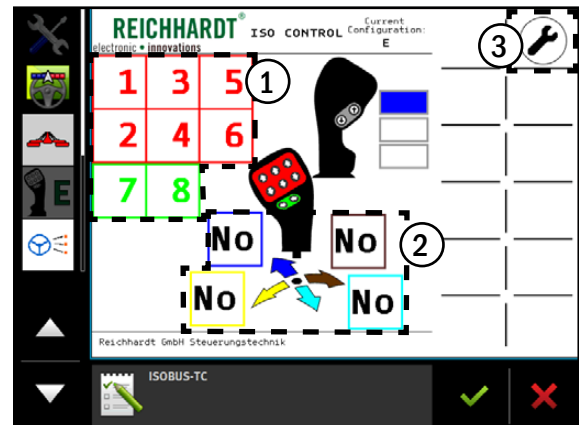 REICHHARDT®
electronic • innovations
ISO CONTROL
Current
Configuration:
E
3
1 3 5
1
2 4 6
7 8
E
No No
2
No No
Reichhardt GmbH Steuerungstechnik
ISOBUS-TC